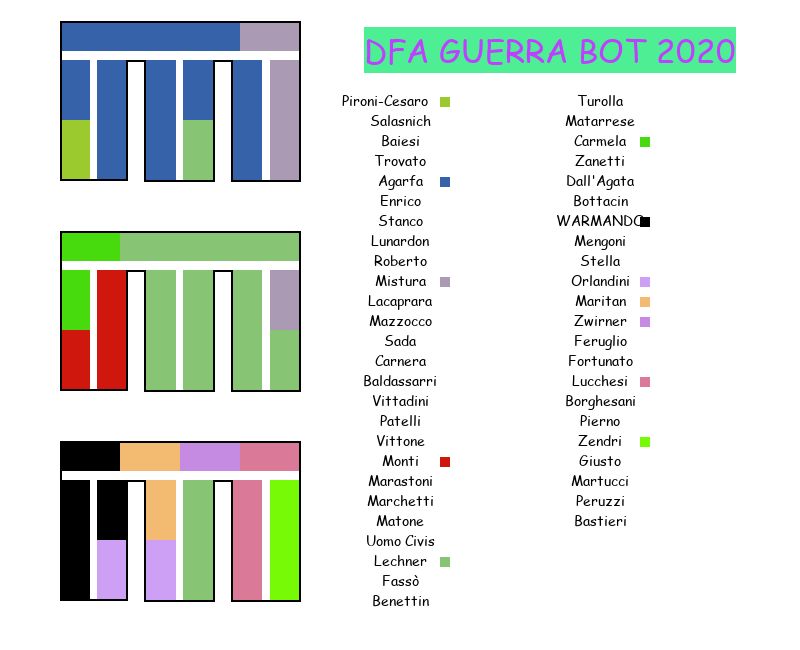 DFA GUERRA BOT 2020
Pironi-Cesaro
Salasnich
Baiesi
Trovato
Agarfa
Enrico
Stanco
Lunardon
Roberto
Mistura
Lacaprara
Mazzocco
Sada
Carnera
Baldassarri
Vittadini
Patelli
Vittone
Monti
Marastoni
Marchetti
Matone
Uomo Civis
Lechner
Fassò
Benettin
Turolla
Matarrese
Carmela
Zanetti
Dall'Agata
Bottacin
WARMANDO
Mengoni
Stella
Orlandini
Maritan
Zwirner
Feruglio
Fortunato
Lucchesi
Borghesani
Pierno
Zendri
Giusto
Martucci
Peruzzi
Bastieri